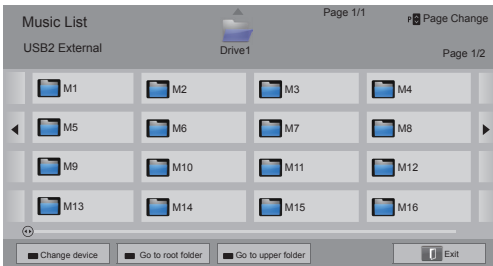 Music List
Page 1/1
P Page Change
USB2 External
Drive1
Page 1/2
M1 M2 M3 M4
M5 M6 M7 M8
M9 M10 M11 M12
M13 M14 M15 M16
Change device Go to root folder Go to upper folder Exit